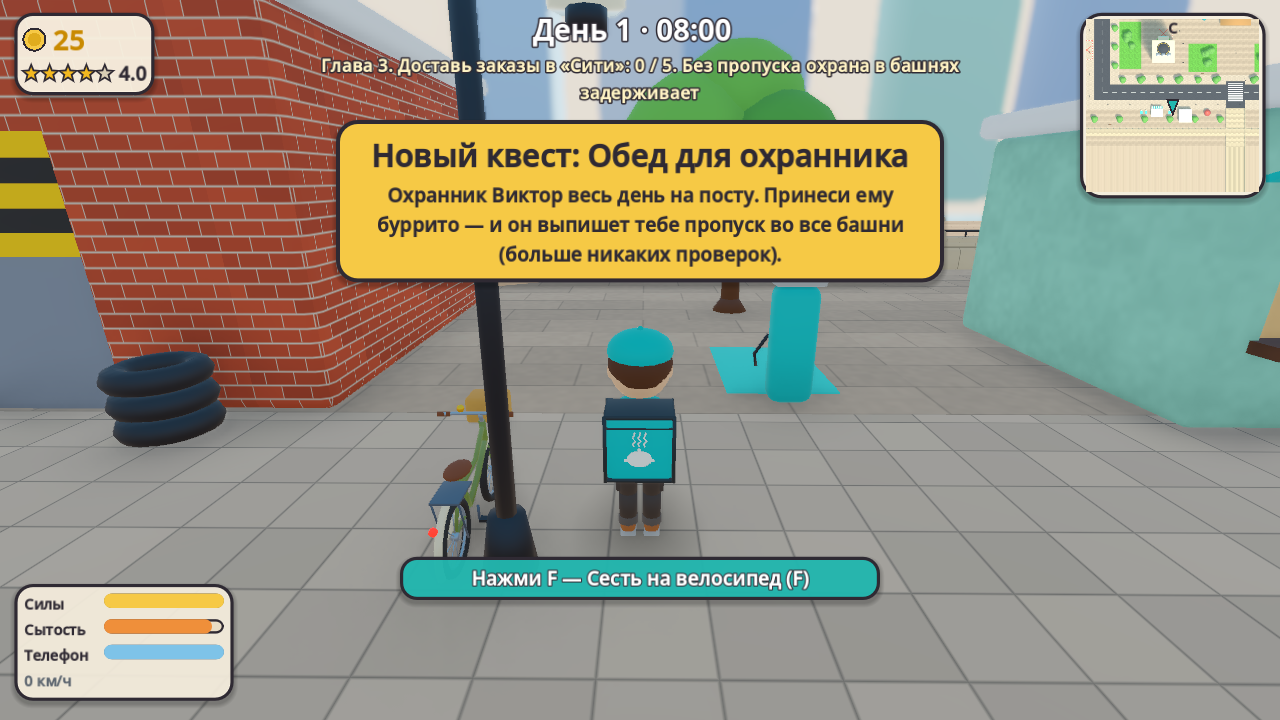 25
4.0
День 1 · 08:00
Глава 3. Доставь заказы в «Сити»: 0 / 5. Без пропуска охрана в башнях
задерживает
С
Новый квест: Обед для охранника
Охранник Виктор весь день на посту. Принеси ему
буррито — и он выпишет тебе пропуск во все башни
(больше никаких проверок).
Нажми F — Сесть на велосипед (F)
Силы
Сытость
Телефон
0 км/ч